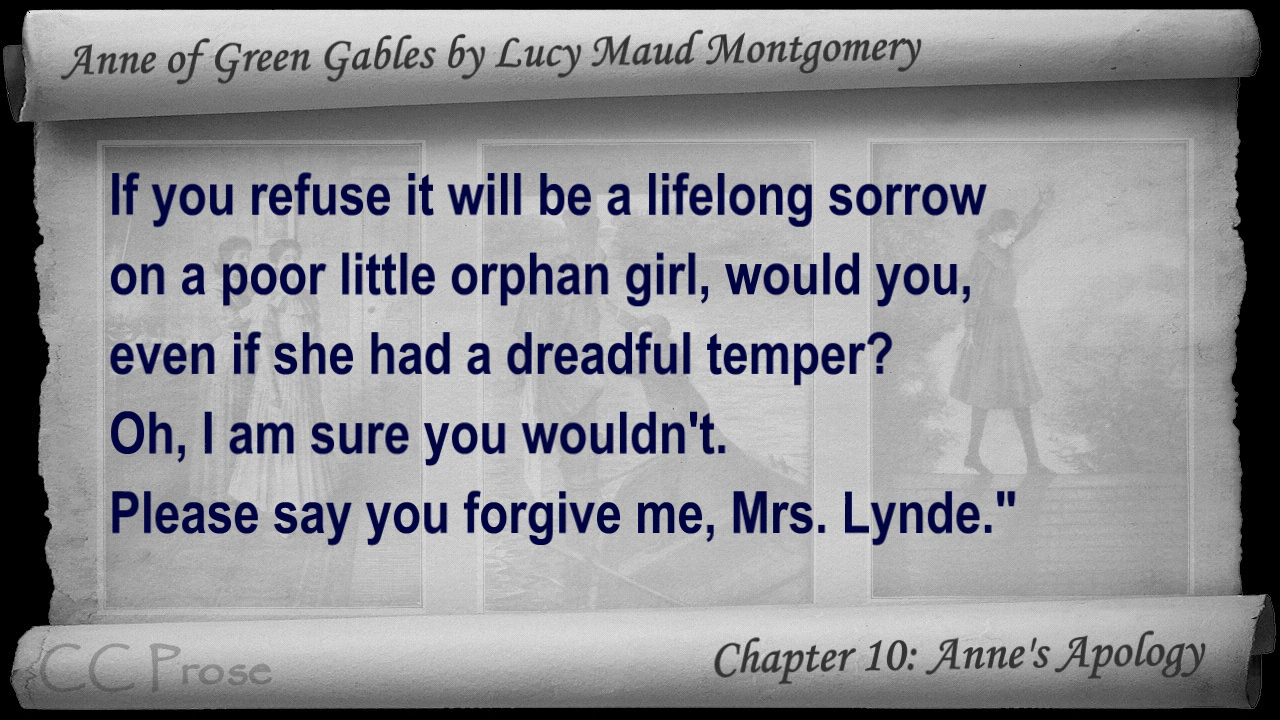 Anne of Green Gables by Lucy Maud Montgomery
If you refuse it will be a lifelong sorrow
on a poor little orphan girl, would you,
even if she had a dreadful temper?
Oh, I am sure you wouldn't.
Please say you forgive me, Mrs. Lynde."
CC Prose
Chapter 10: Anne's Apology